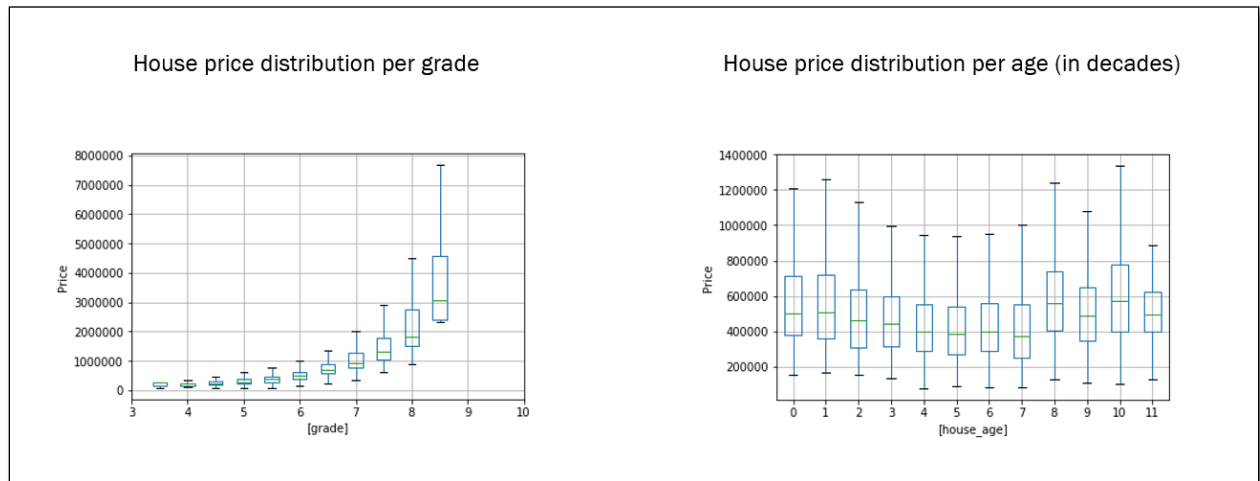 House price distribution per grade
8000000
7000000
6000000
5000000
4000000
3000000
2000000
1000000
0
Price
3 4 5 6 7 8 9 10
[grade]
House price distribution per age (in decades)
1400000
1200000
1000000
800000
600000
400000
200000
Price
0 1 2 3 4 5 6 7 8 9 10 11
[house_age]